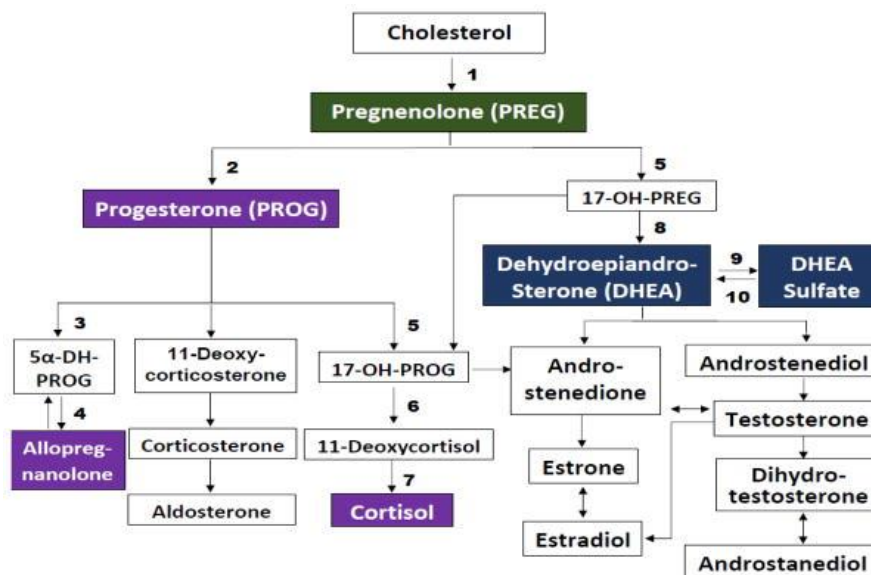 Cholesterol
1
Pregnenolone (PREG)
2
5
Progesterone (PROG)
17-OH-PREG
8
Dehydroepiandro-
Sterone (DHEA)
9
10
DHEA
Sulfate
3
5
5α-DH-
PROG
11-Deoxy-
corticosterone
17-OH-PROG
Andro-
stenedione
Androstenediol
4
6
Allopreg-
nanolone
Corticosterone
11-Deoxycortisol
Testosterone
7
Estrone
Dihydro-
testosterone
Aldosterone
Cortisol
Estradiol
Androstanediol